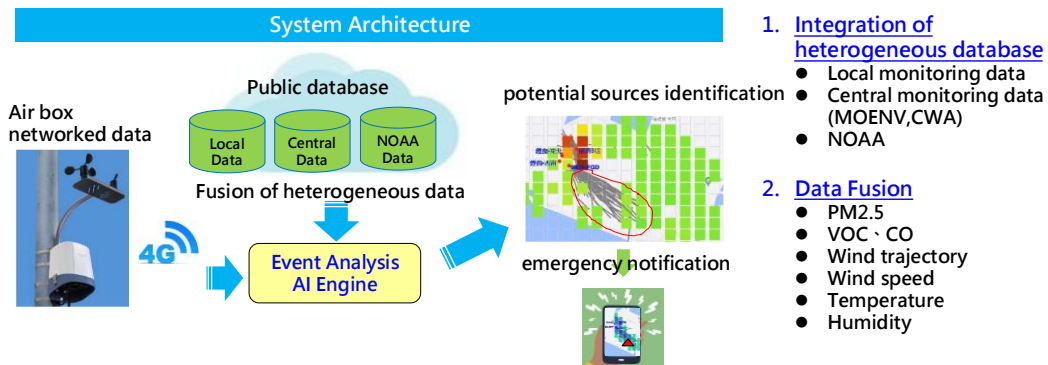 System Architecture
Public database
Air box
networked data
Local
Data
Central
Data
NOAA
Data
Fusion of heterogeneous data
4G
Event Analysis
AI Engine
potential sources identification
emergency notification
1. Integration of
heterogeneous database
● Local monitoring data
● Central monitoring data
(MOENV,CWA)
● NOAA
2. Data Fusion
● PM2.5
● VOC、CO
● Wind trajectory
● Wind speed
● Temperature
● Humidity